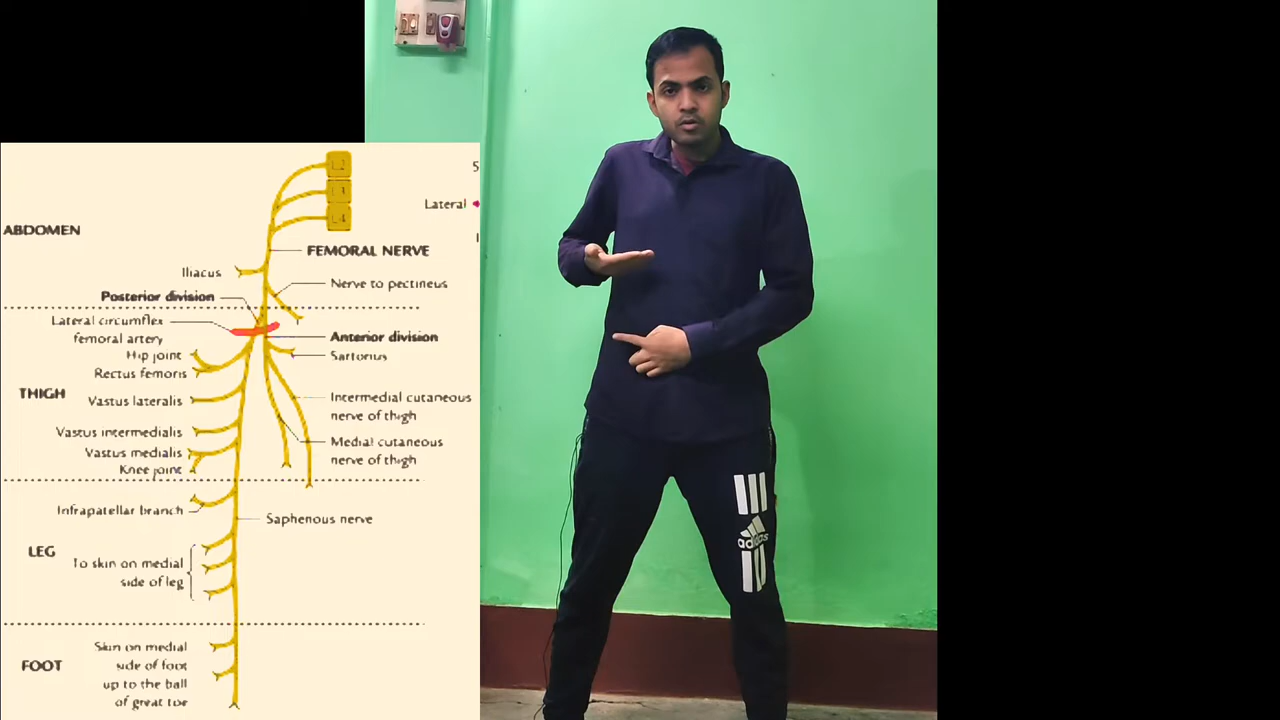 L2
L3
L4
5
Lateral
ABDOMEN
FEMORAL NERVE
Iliacus
Nerve to pectineus
Posterior division
Lateral circumflex
femoral artery
Anterior division
Hip joint
Sartorius
Rectus femoris
THIGH
Vastus lateralis
Intermedial cutaneous
nerve of thigh
Vastus intermedialis
Vastus medialis
Medial cutaneous
nerve of thigh
Knee joint
Infrapatellar branch
Saphenous nerve
LEG
To skin on medial
side of leg
FOOT
Skin on medial
side of foot
up to the ball
of great toe
adidas